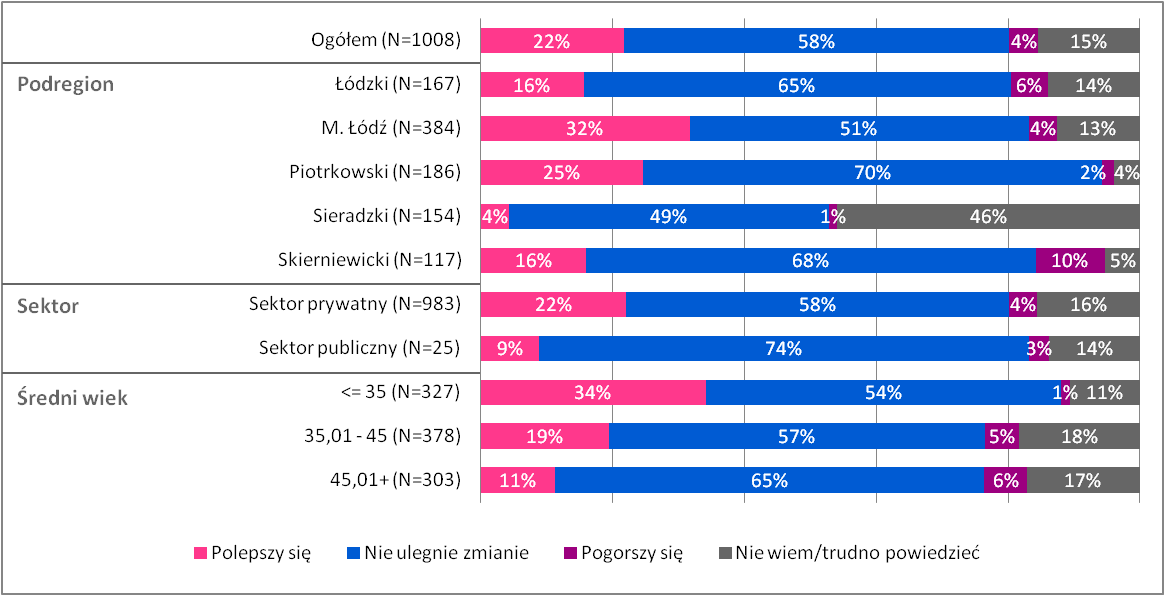 Ogółem (N=1008) 22% 58% 4% 15%
Podregion
Łódzki (N=167) 16% 65% 6% 14%
M. Łódź (N=384) 32% 51% 4% 13%
Piotrkowski (N=186) 25% 70% 2% 4%
Sieradzki (N=154) 4% 49% 1% 46%
Skierniewicki (N=117) 16% 68% 10% 5%
Sektor
Sektor prywatny (N=983) 22% 58% 4% 16%
Sektor publiczny (N=25) 9% 74% 3% 14%
Średni wiek
<= 35 (N=327) 34% 54% 1% 11%
35,01 - 45 (N=378) 19% 57% 5% 18%
45,01+ (N=303) 11% 65% 6% 17%
Polepszy się Nie ulegnie zmianie Pogorszy się Nie wiem/trudno powiedzieć